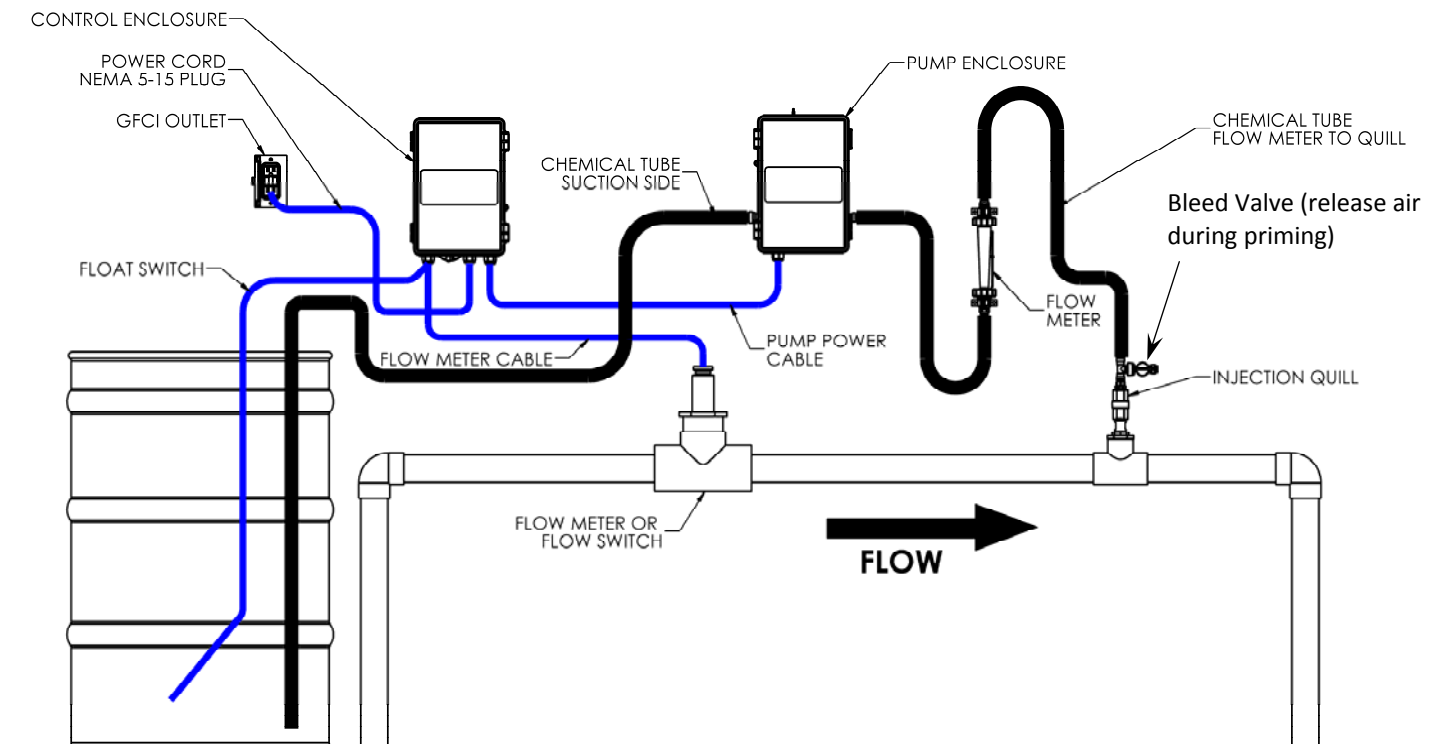 CONTROL ENCLOSURE
POWER CORD
NEMA 5-15 PLUG
GFCI OUTLET
PUMP ENCLOSURE
CHEMICAL TUBE
FLOW METER TO QUILL
CHEMICAL TUBE
SUCTION SIDE
Bleed Valve (release air
during priming)
FLOAT SWITCH
FLOW
METER
FLOW METER CABLE
PUMP POWER
CABLE
INJECTION QUILL
FLOW METER OR
FLOW SWITCH
FLOW